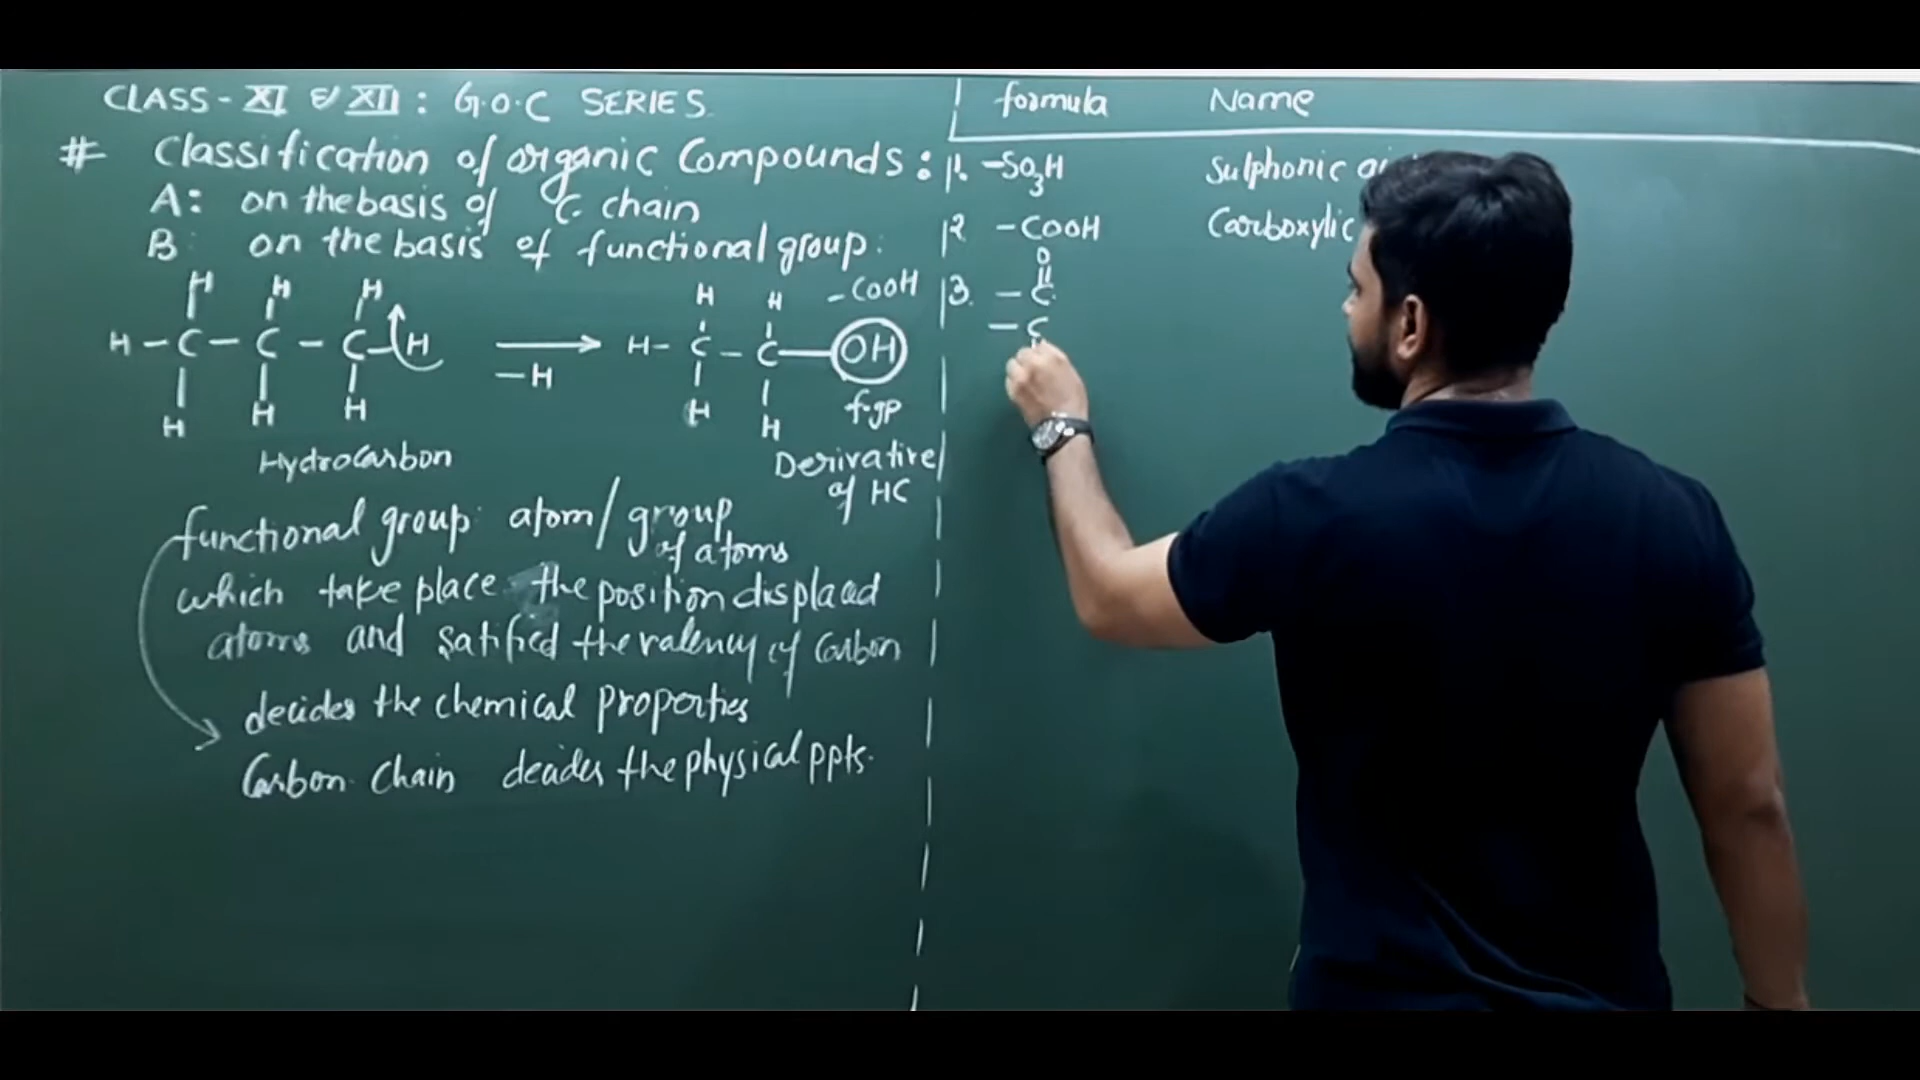 CLASS - XI & XII : G.O.C SERIES.
# Classification of organic Compounds :
A : on the basis of C. chain
B : on the basis of functional group.
H H H
H - C - C - C - H
H H H
Hydrocarbon
- H
H H - COOH
H - C - C - OH
H H f.gp
Derivative
of HC
functional group: atom / group
of atoms
which take place the position displaced
atoms and satified the valency of Carbon
decides the chemical properties
Carbon Chain decides the physical ppts.
formula Name
1. -SO3H Sulphonic
2. -COOH Carboxylic
O
3. - C
- C